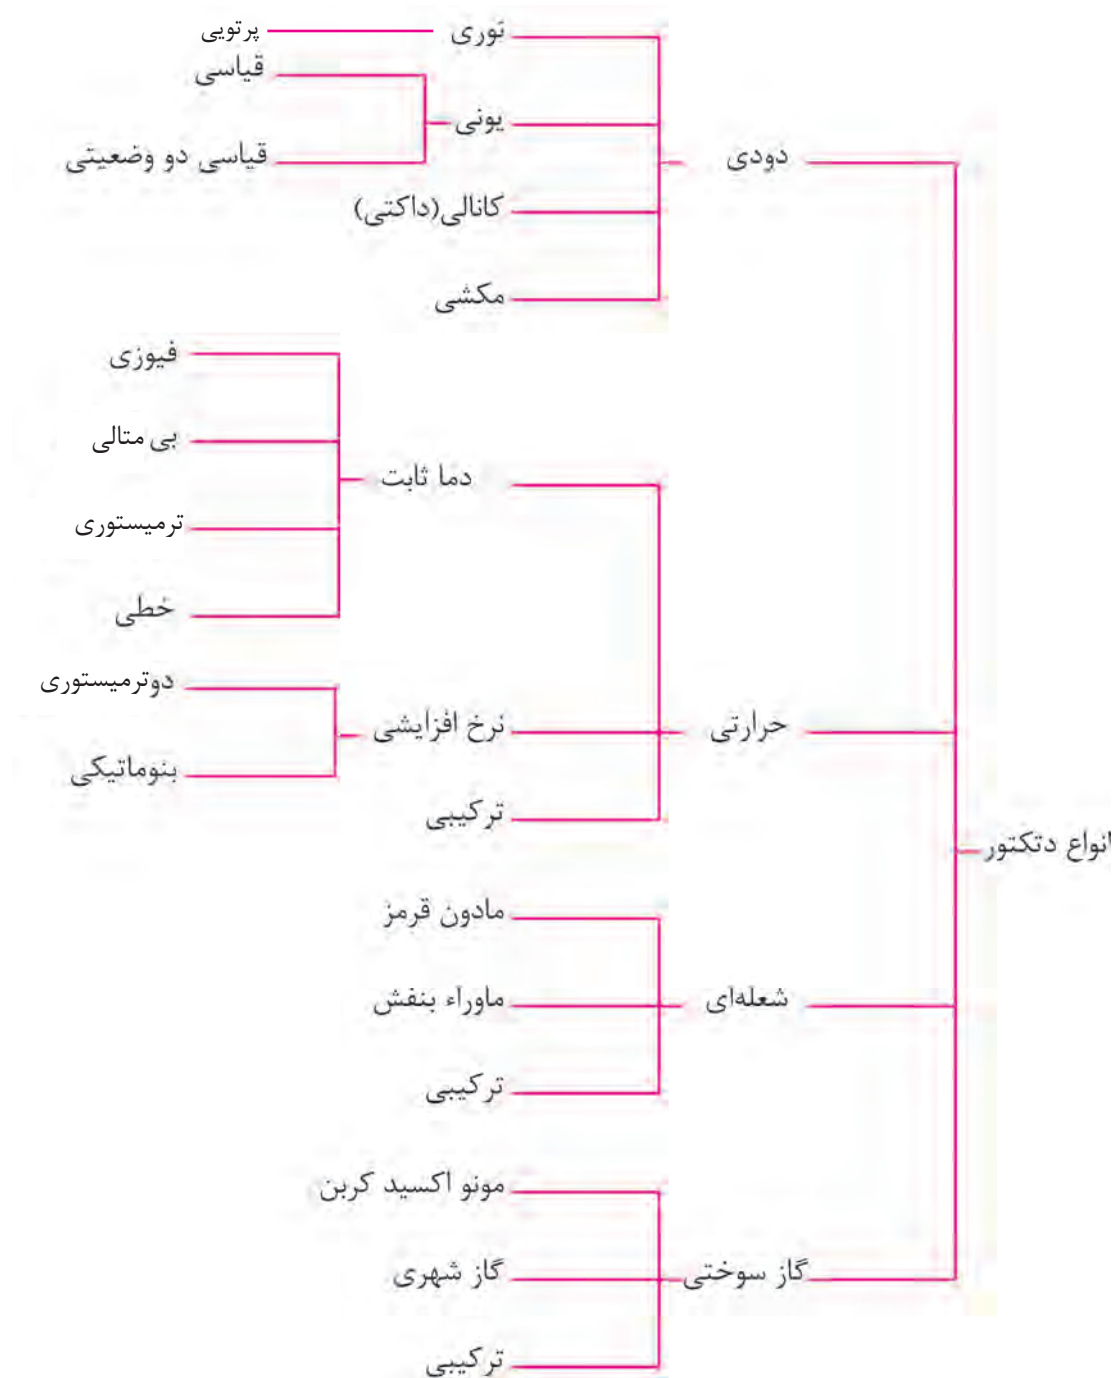 انواع دتکتور
دودی
نوری
پرتویی
یونی
قیاسی
قیاسی دو وضعیتی
کانالی(داکتی)
مکشی
حرارتی
دما ثابت
فیوزی
بی متالی
ترمیستوری
خطی
نرخ افزایشی
دوترمیستوری
بنوماتیکی
ترکیبی
شعله‌ای
مادون قرمز
ماوراء بنفش
ترکیبی
گاز سوختی
مونو اکسید کربن
گاز شهری
ترکیبی